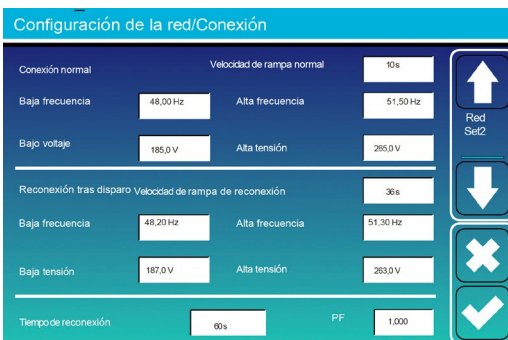 Configuración de la red/Conexión
Conexión normal Velocidad de rampa normal 10s
Baja frecuencia 48,00 Hz Alta frecuencia 51,50 Hz
Bajo voltaje 185,0 V Alta tensión 265,0 V
Reconexión tras disparo Velocidad de rampa de reconexión 36s
Baja frecuencia 48,20 Hz Alta frecuencia 51,30 Hz
Baja tensión 187,0 V Alta tensión 263,0 V
Tiempo de reconexión 60s PF 1,000
Red
Set2